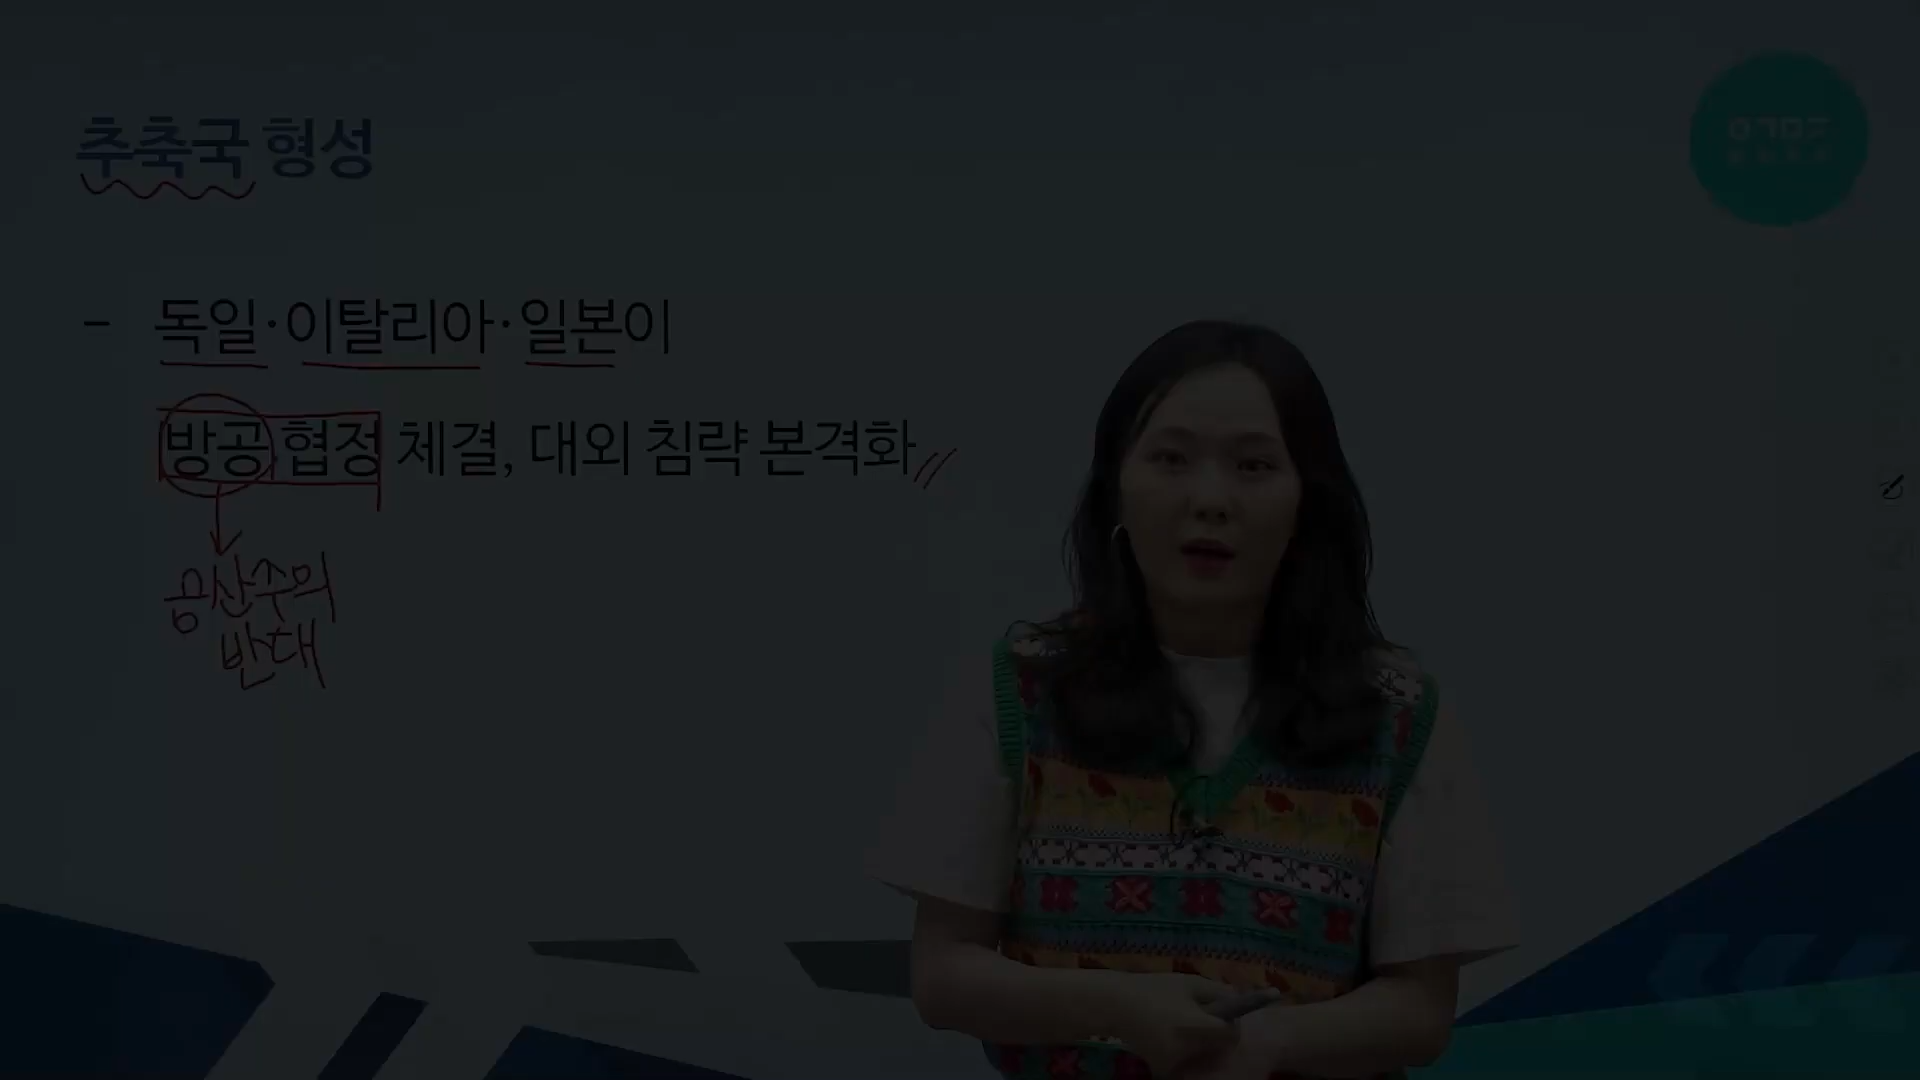 추축국 형성
- 독일·이탈리아·일본이
방공 협정 체결, 대외 침략 본격화
공산주의
반대